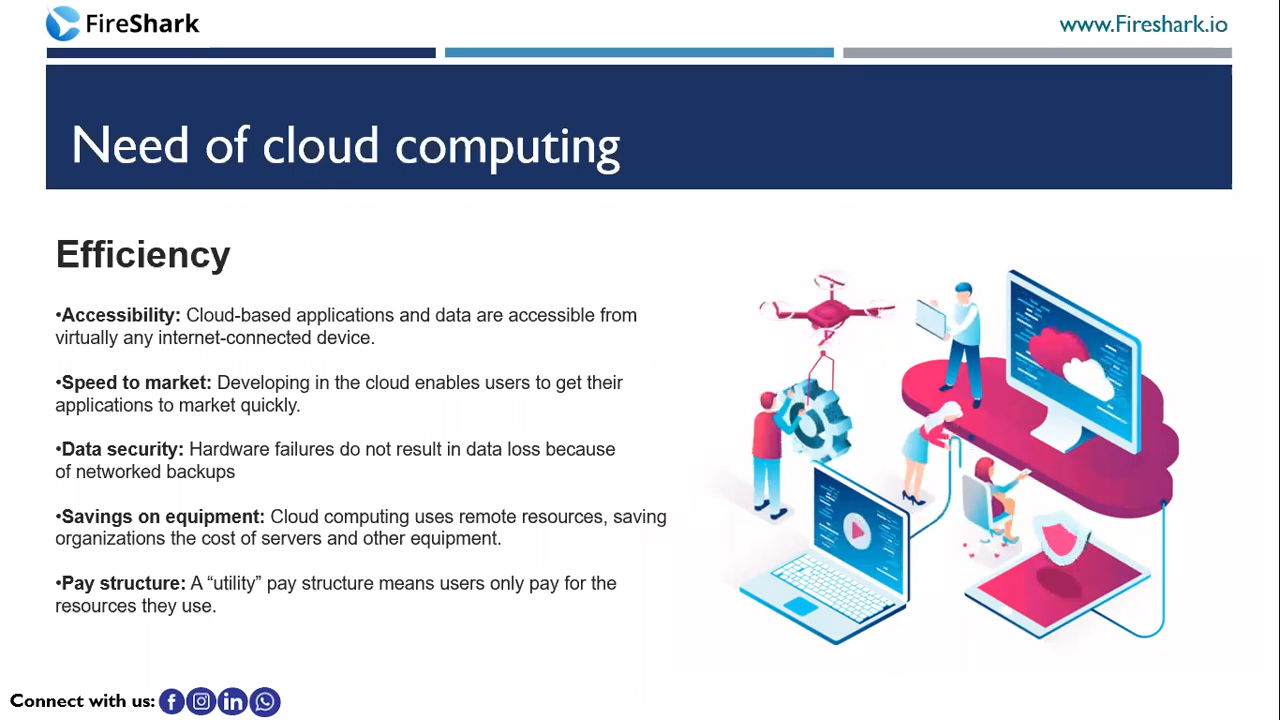 FireShark
www.Fireshark.io
Need of cloud computing
Efficiency
•Accessibility: Cloud-based applications and data are accessible from
virtually any internet-connected device.
•Speed to market: Developing in the cloud enables users to get their
applications to market quickly.
•Data security: Hardware failures do not result in data loss because
of networked backups
•Savings on equipment: Cloud computing uses remote resources, saving
organizations the cost of servers and other equipment.
•Pay structure: A “utility” pay structure means users only pay for the
resources they use.
Connect with us: